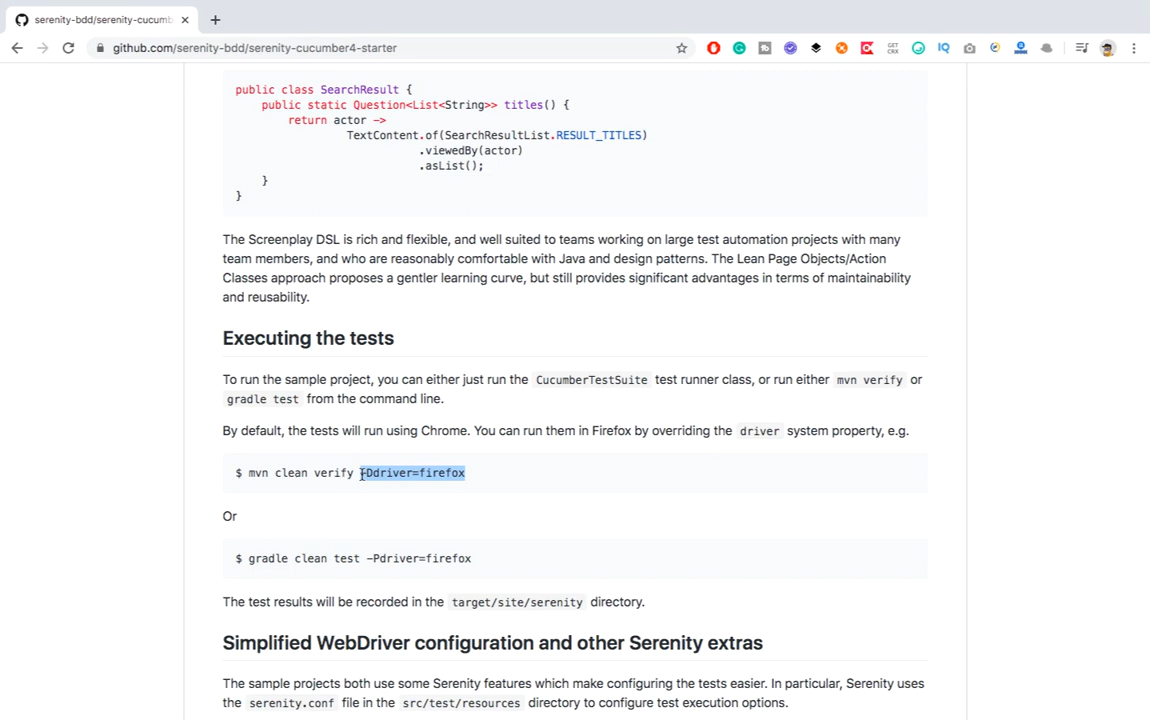 serenity-bdd/serenity-cucumb
github.com/serenity-bdd/serenity-cucumber4-starter
GET CRX
IQ
public class SearchResult {
public static Question<List<String>> titles() {
return actor ->
TextContent.of(SearchResultList.RESULT_TITLES)
.viewedBy(actor)
.asList();
}
}
The Screenplay DSL is rich and flexible, and well suited to teams working on large test automation projects with many
team members, and who are reasonably comfortable with Java and design patterns. The Lean Page Objects/Action
Classes approach proposes a gentler learning curve, but still provides significant advantages in terms of maintainability
and reusability.
Executing the tests
To run the sample project, you can either just run the CucumberTestSuite test runner class, or run either mvn verify or
gradle test from the command line.
By default, the tests will run using Chrome. You can run them in Firefox by overriding the driver system property, e.g.
$ mvn clean verify -Ddriver=firefox
Or
$ gradle clean test -Pdriver=firefox
The test results will be recorded in the target/site/serenity directory.
Simplified WebDriver configuration and other Serenity extras
The sample projects both use some Serenity features which make configuring the tests easier. In particular, Serenity uses
the serenity.conf file in the src/test/resources directory to configure test execution options.